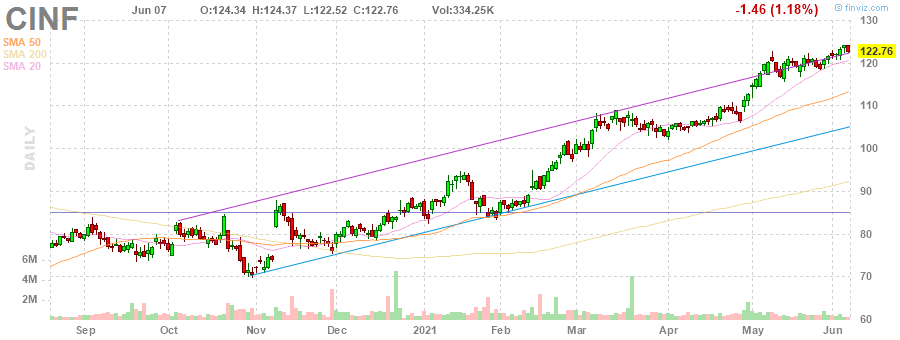 CINF Jun 07 O:124.34 H:124.37 L:122.52 C:122.76 Vol:334.25K -1.46 (1.18%) © finviz.com
SMA 50
SMA 200
SMA 20
DAILY
130
122.76
120
110
100
90
80
70
60
6M
4M
2M
Sep Oct Nov Dec 2021 Feb Mar Apr May Jun